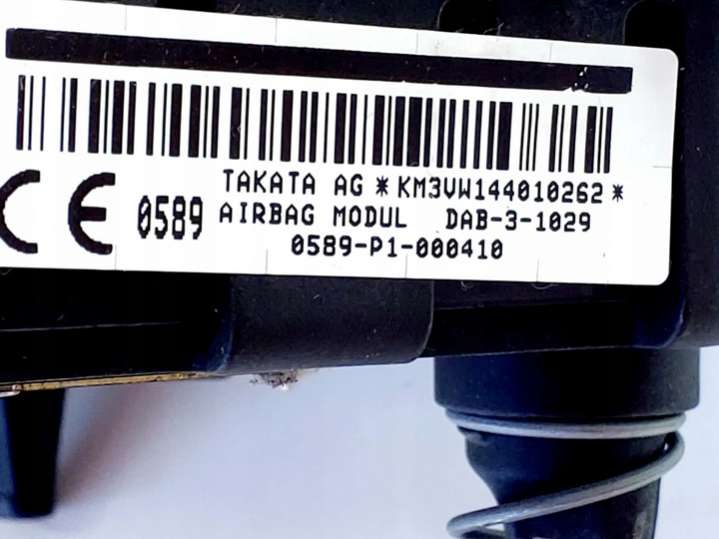 TAKATA AG *KM3VW144010262*
CE 0589 AIRBAG MODUL DAB-3-1029
0589-P1-000410